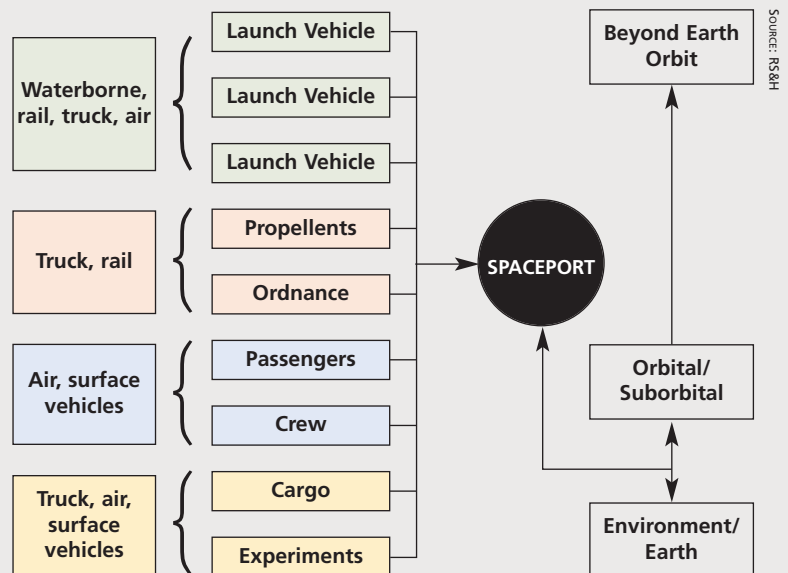 Waterborne,
rail, truck, air
Launch Vehicle
Launch Vehicle
Launch Vehicle
Truck, rail
Propellents
Ordnance
Air, surface
vehicles
Passengers
Crew
Truck, air,
surface
vehicles
Cargo
Experiments
SPACEPORT
Beyond Earth
Orbit
Orbital/
Suborbital
Environment/
Earth
SOURCE: RS&H